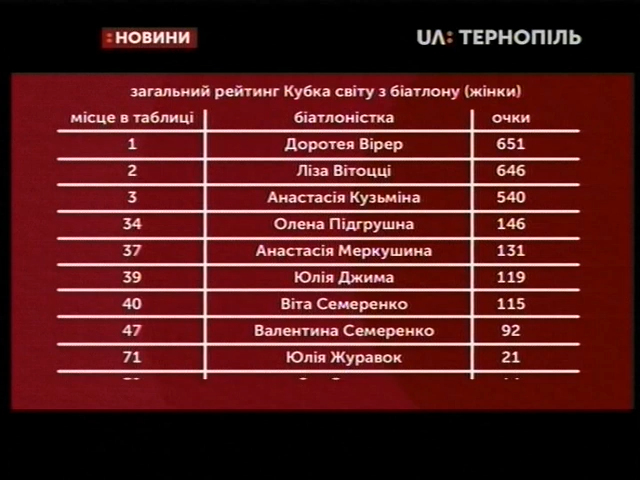 :НОВИНИ
UA: ТЕРНОПІЛЬ
загальний рейтинг Кубка світу з біатлону (жінки)
місце в таблиці біатлоністка очки
1 Доротея Вірер 651
2 Ліза Вітоцці 646
3 Анастасія Кузьміна 540
34 Олена Підгрушна 146
37 Анастасія Меркушина 131
39 Юлія Джима 119
40 Віта Семеренко 115
47 Валентина Семеренко 92
71 Юлія Журавок 21